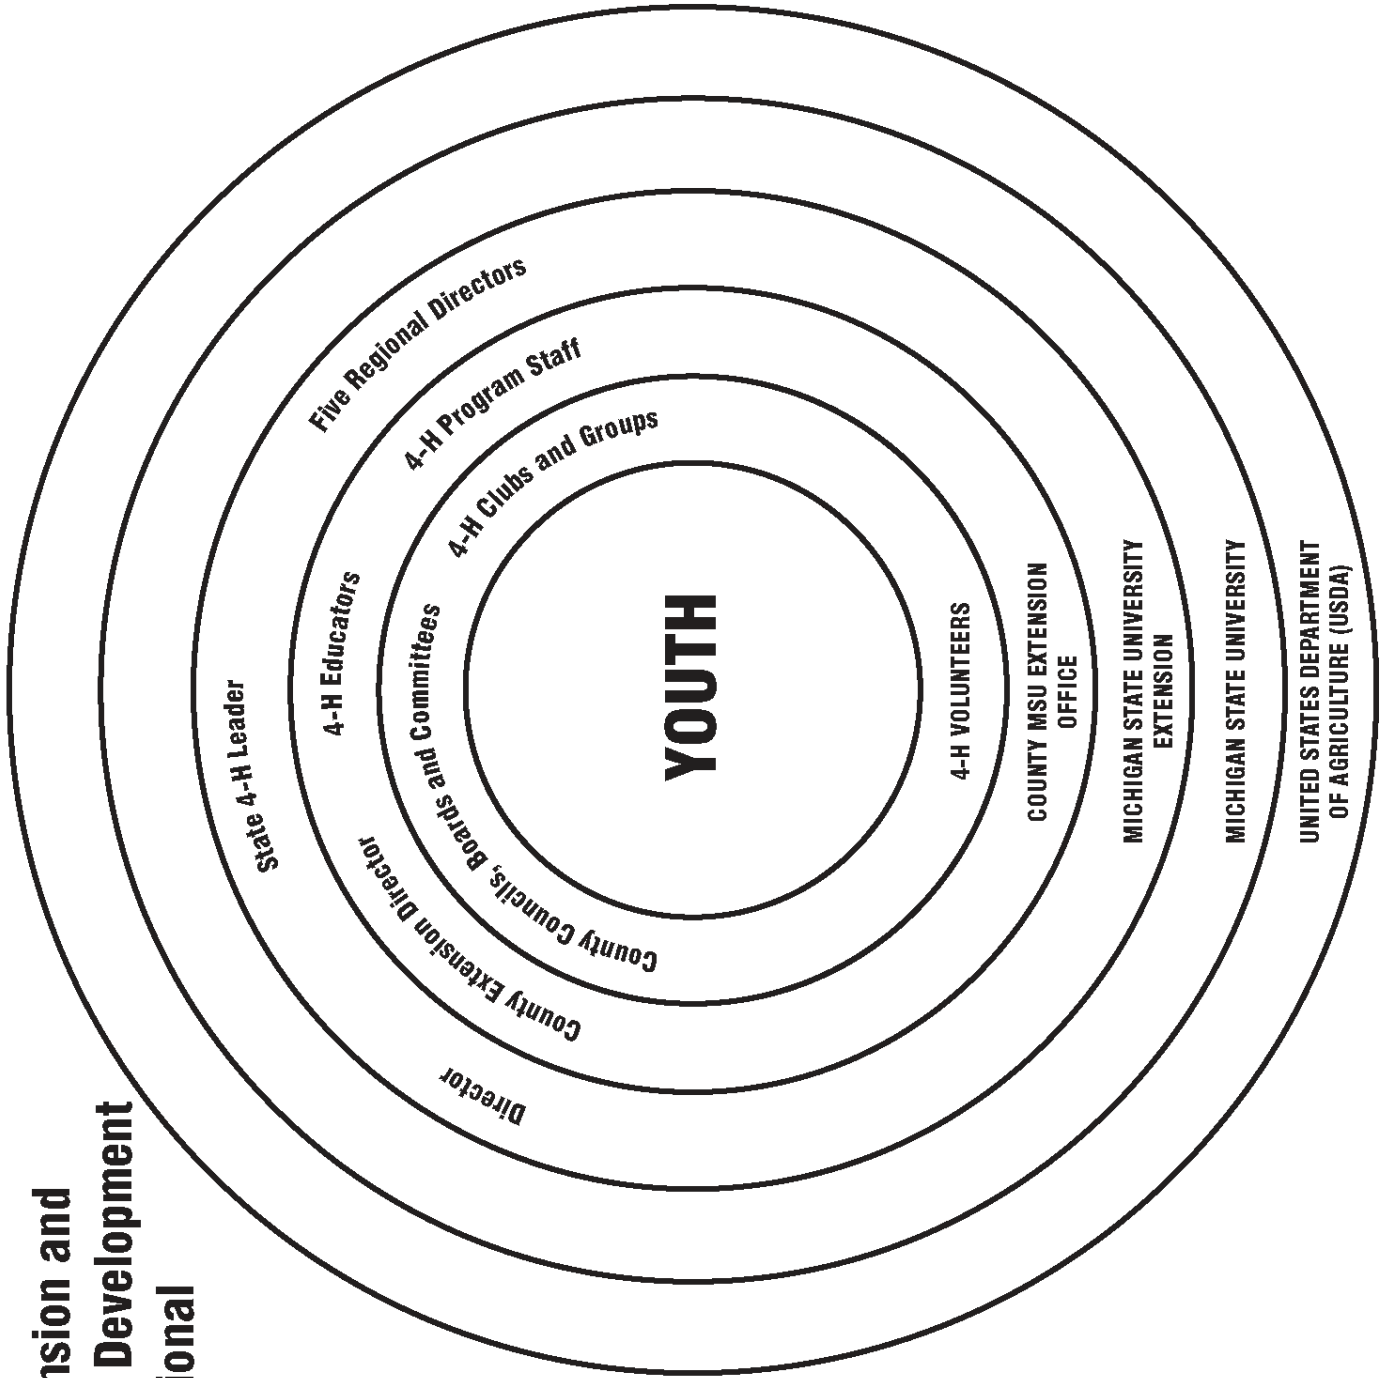 nsion and
Development
ional
Director
State 4-H Leader
Five Regional Directors
County Extension Director
4-H Educators
4-H Program Staff
County Councils, Boards and Committees
4-H Clubs and Groups
YOUTH
4-H VOLUNTEERS
COUNTY MSU EXTENSION
OFFICE
MICHIGAN STATE UNIVERSITY
EXTENSION
MICHIGAN STATE UNIVERSITY
UNITED STATES DEPARTMENT
OF AGRICULTURE (USDA)